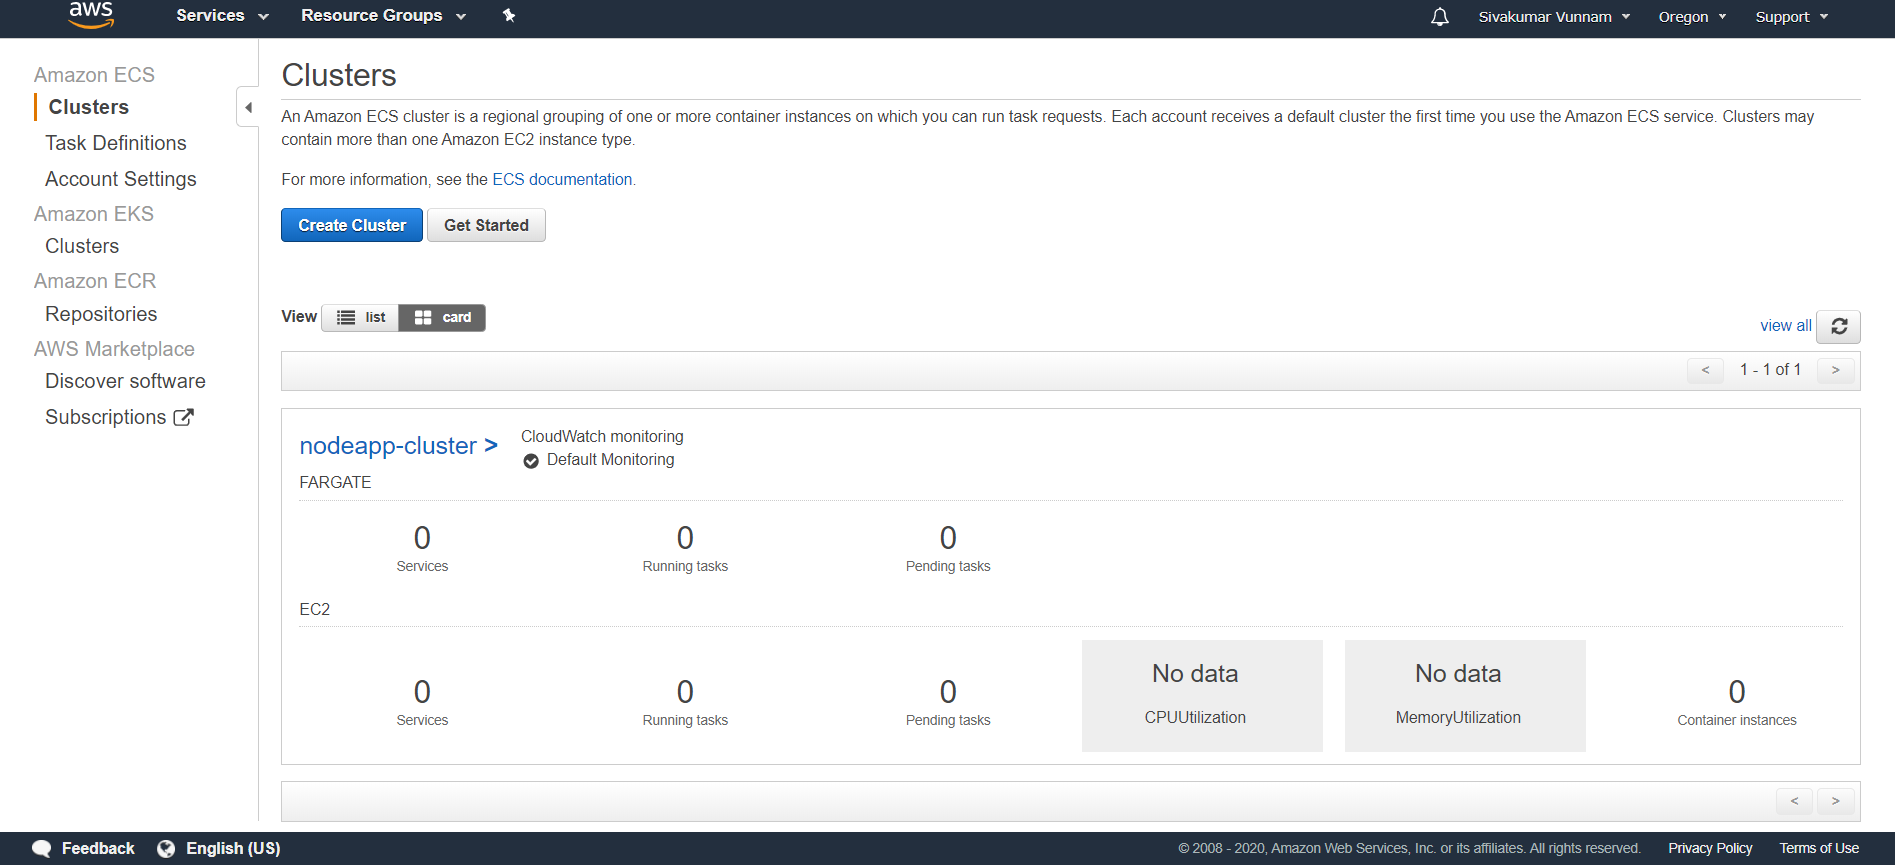 aws
Services
Resource Groups
Sivakumar Vunnam
Oregon
Support
Amazon ECS
Clusters
Task Definitions
Account Settings
Amazon EKS
Clusters
Amazon ECR
Repositories
AWS Marketplace
Discover software
Subscriptions
Clusters
An Amazon ECS cluster is a regional grouping of one or more container instances on which you can run task requests. Each account receives a default cluster the first time you use the Amazon ECS service. Clusters may
contain more than one Amazon EC2 instance type.
For more information, see the ECS documentation.
Create Cluster
Get Started
View
list
card
view all
< 1 - 1 of 1 >
nodeapp-cluster >
CloudWatch monitoring
Default Monitoring
FARGATE
0
Services
0
Running tasks
0
Pending tasks
EC2
0
Services
0
Running tasks
0
Pending tasks
No data
CPUUtilization
No data
MemoryUtilization
0
Container instances
< >
Feedback
English (US)
© 2008 - 2020, Amazon Web Services, Inc. or its affiliates. All rights reserved.
Privacy Policy
Terms of Use